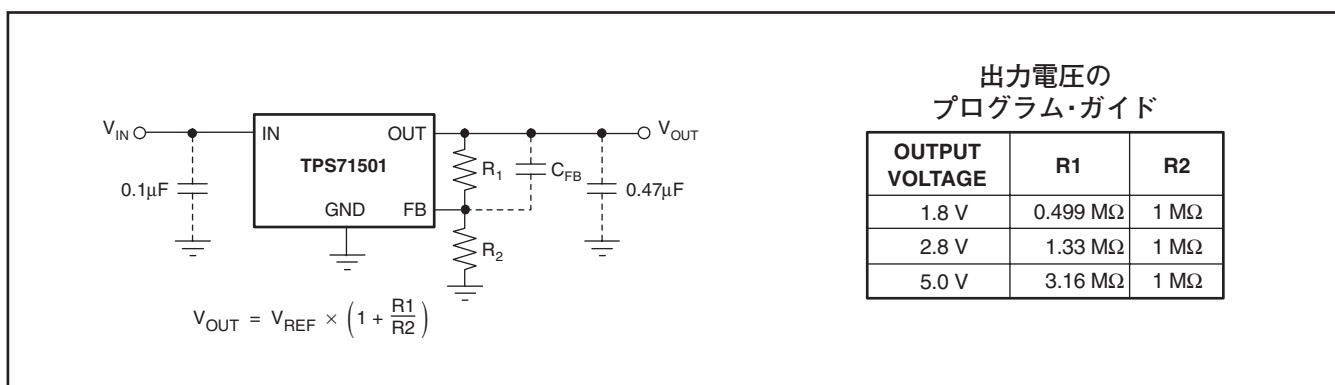 V_IN
IN
OUT
V_OUT
TPS71501
R_1
C_FB
0.1μF
0.47μF
GND
FB
R_2
V_OUT = V_REF × (1 + R1/R2)
出力電圧の
プログラム・ガイド
OUTPUT VOLTAGE R1 R2
1.8 V 0.499 MΩ 1 MΩ
2.8 V 1.33 MΩ 1 MΩ
5.0 V 3.16 MΩ 1 MΩ